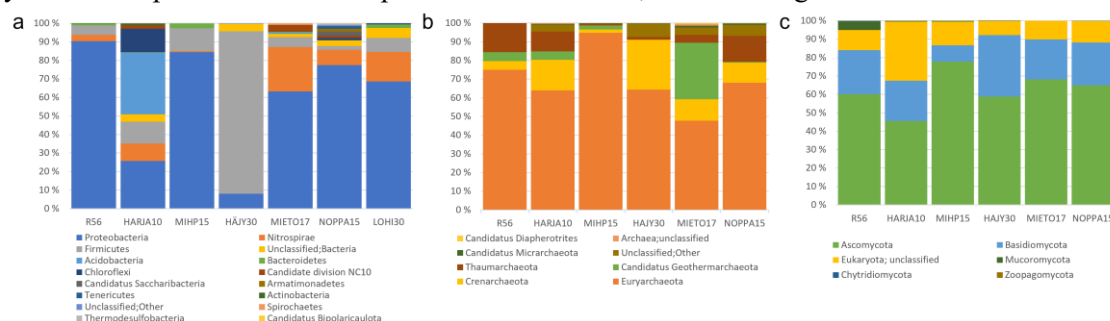 a
100 %
90 %
80 %
70 %
60 %
50 %
40 %
30 %
20 %
10 %
0 %
R56 HARJA10 MIHP15 HÄJY30 MIETO17 NOPPA15 LOHI30
Proteobacteria Nitrospirae
Firmicutes Unclassified;Bacteria
Acidobacteria Bacteroidetes
Chloroflexi Candidate division NC10
Candidatus Saccharibacteria Armatimonadetes
Tenericutes Actinobacteria
Unclassified;Other Spirochaetes
Thermodesulfobacteria Candidatus Bipolaricaulota
b
100 %
90 %
80 %
70 %
60 %
50 %
40 %
30 %
20 %
10 %
0 %
R56 HARJA10 MIHP15 HAJY30 MIETO17 NOPPA15
Candidatus Diapherotrites Archaea;unclassified
Candidatus Micrarchaeota Unclassified;Other
Thaumarchaeota Candidatus Geothermarchaeota
Crenarchaeota Euryarchaeota
c
100 %
90 %
80 %
70 %
60 %
50 %
40 %
30 %
20 %
10 %
0 %
R56 HARJA10 MIHP15 HAJY30 MIETO17 NOPPA15
Ascomycota Basidiomycota
Eukaryota; unclassified Mucoromycota
Chytridiomycota Zoopagomycota